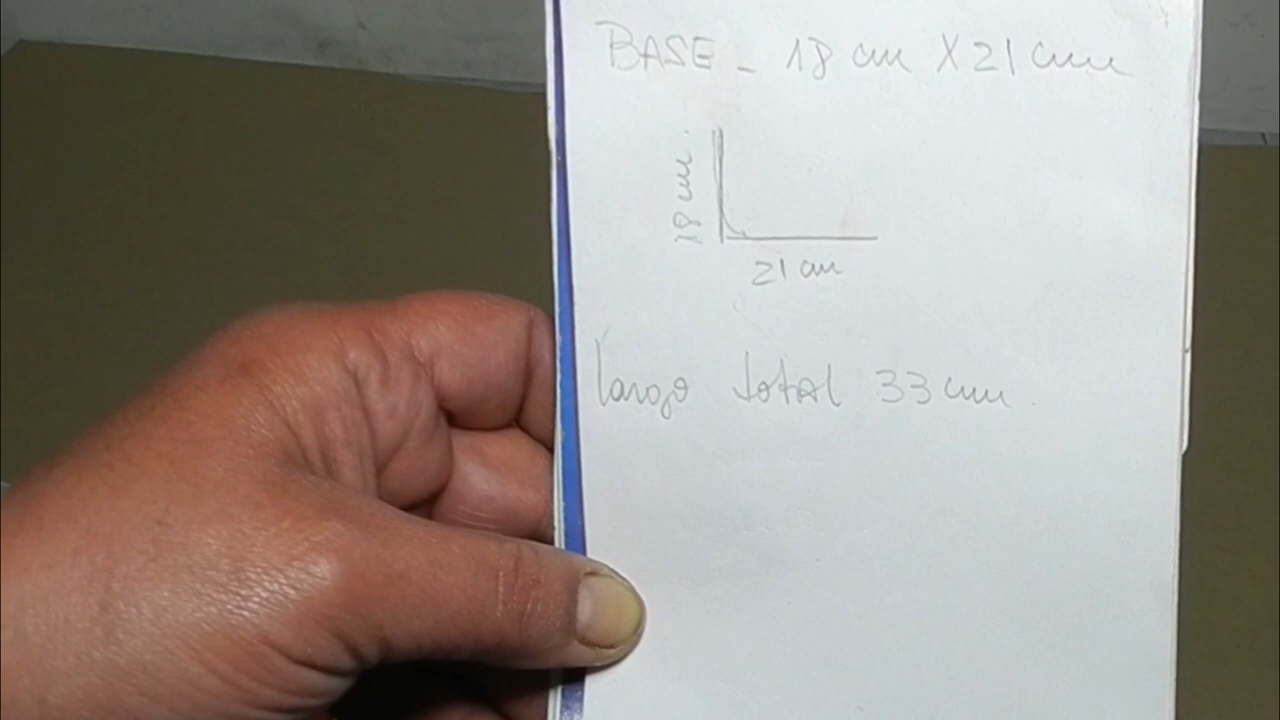 BASE - 18 cm X 21 cm
18 cm.
21 cm
largo total 33 cm.